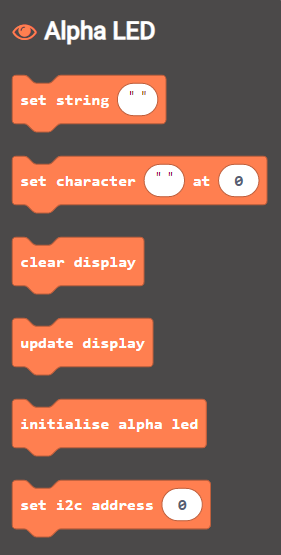 Alpha LED
set string " "
set character " " at 0
clear display
update display
initialise alpha led
set i2c address 0